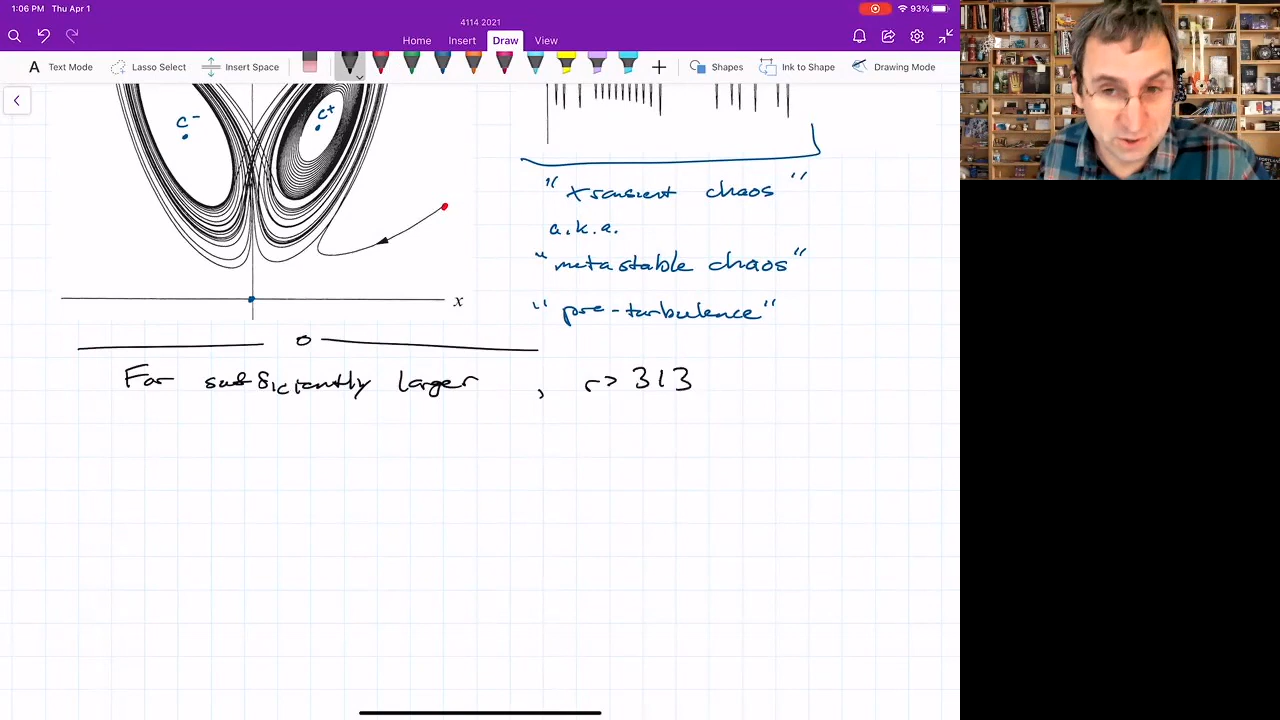 1:06 PM Thu Apr 1
93%
4114 2021
Home Insert Draw View
A Text Mode Lasso Select Insert Space Shapes Ink to Shape Drawing Mode
c-
c+
x
"transient chaos"
a.k.a.
"metastable chaos"
"pre-turbulence"
For sufficiently larger , r> 313